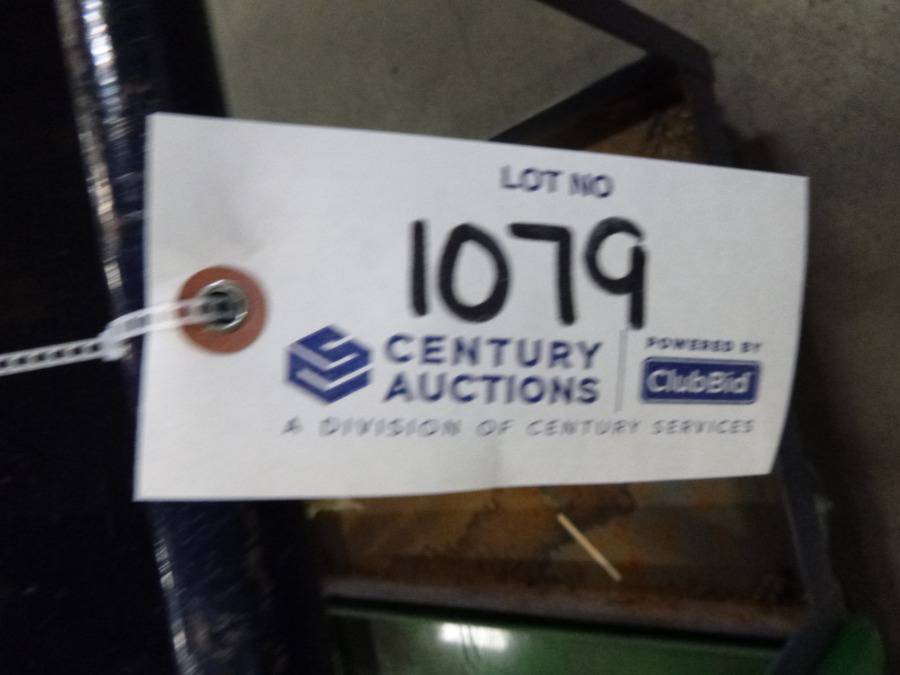 LOT NO
1079
CENTURY
AUCTIONS
POWERED BY
ClubBid
A DIVISION OF CENTURY SERVICES